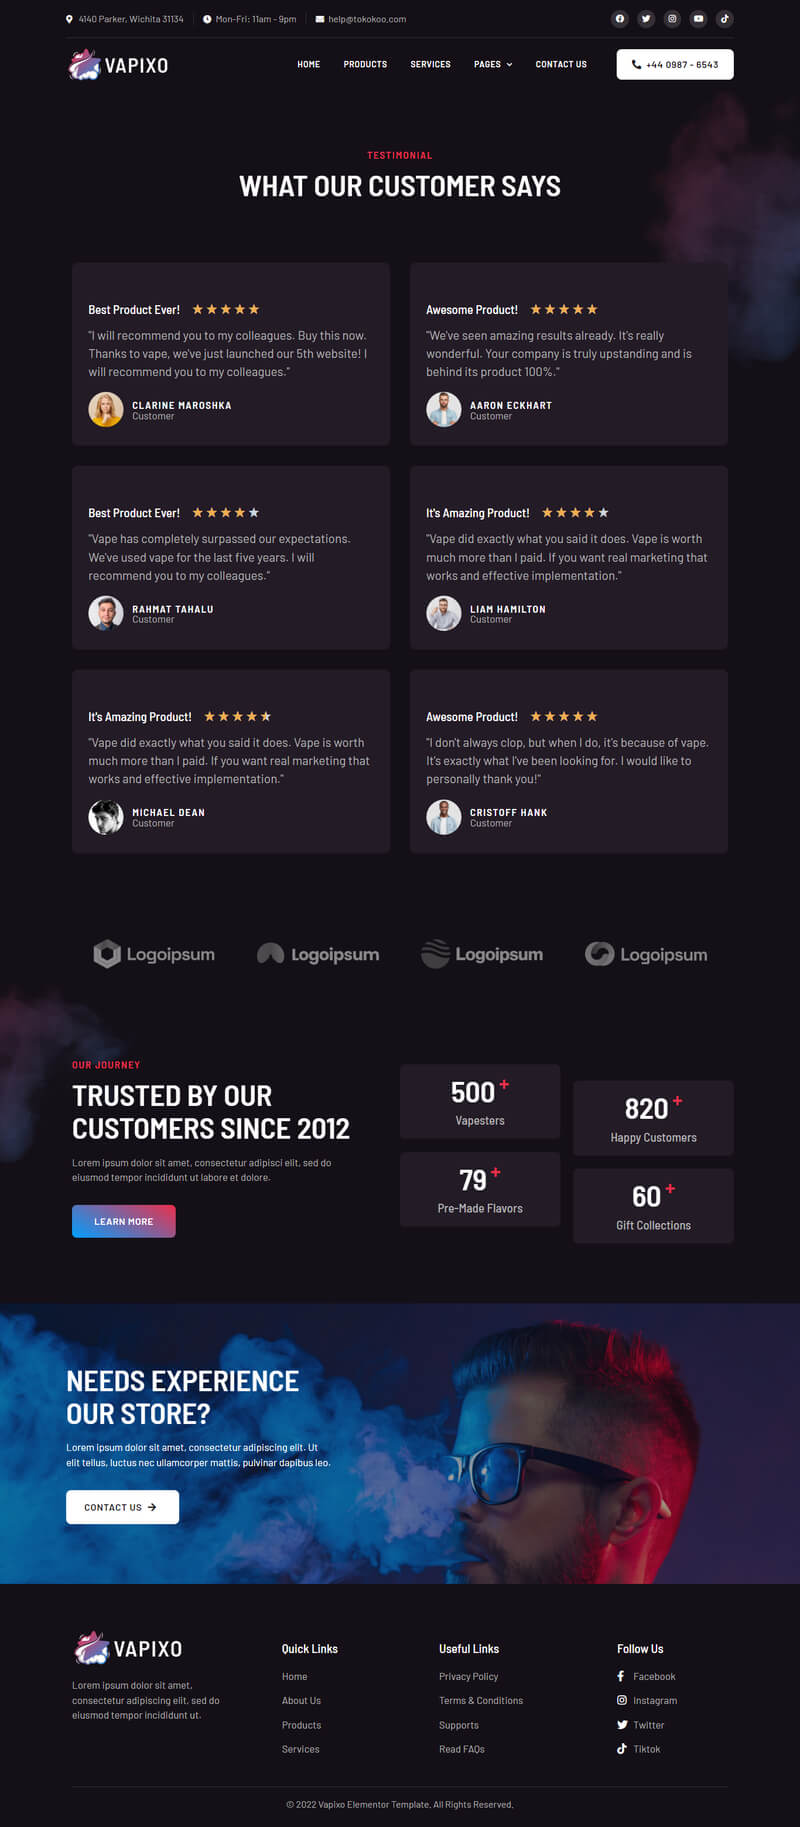 4140 Parker, Wichita 31134
Mon-Fri: 11am - 9pm
help@tokokoo.com
VAPIXO
HOME
PRODUCTS
SERVICES
PAGES
CONTACT US
+44 0987 - 6543
TESTIMONIAL
WHAT OUR CUSTOMER SAYS
Best Product Ever!
"I will recommend you to my colleagues. Buy this now.
Thanks to vape, we've just launched our 5th website! I
will recommend you to my colleagues."
CLARINE MAROSHKA
Customer
Awesome Product!
"We've seen amazing results already. It's really
wonderful. Your company is truly upstanding and is
behind its product 100%."
AARON ECKHART
Customer
Best Product Ever!
"Vape has completely surpassed our expectations.
We've used vape for the last five years. I will
recommend you to my colleagues."
RAHMAT TAHALU
Customer
It's Amazing Product!
"Vape did exactly what you said it does. Vape is worth
much more than I paid. If you want real marketing that
works and effective implementation."
LIAM HAMILTON
Customer
It's Amazing Product!
"Vape did exactly what you said it does. Vape is worth
much more than I paid. If you want real marketing that
works and effective implementation."
MICHAEL DEAN
Customer
Awesome Product!
"I don't always clop, but when I do, it's because of vape.
It's exactly what I've been looking for. I would like to
personally thank you!"
CRISTOFF HANK
Customer
Logoipsum
Logoipsum
Logoipsum
Logoipsum
OUR JOURNEY
TRUSTED BY OUR
CUSTOMERS SINCE 2012
Lorem ipsum dolor sit amet, consectetur adipisci elit, sed do
eiusmod tempor incididunt ut labore et dolore.
LEARN MORE
500+
Vapesters
820+
Happy Customers
79+
Pre-Made Flavors
60+
Gift Collections
NEEDS EXPERIENCE
OUR STORE?
Lorem ipsum dolor sit amet, consectetur adipiscing elit. Ut
elit tellus, luctus nec ullamcorper mattis, pulvinar dapibus leo.
CONTACT US
VAPIXO
Lorem ipsum dolor sit amet,
consectetur adipiscing elit, sed do
eiusmod tempor incididunt ut.
Quick Links
Home
About Us
Products
Services
Useful Links
Privacy Policy
Terms & Conditions
Supports
Read FAQs
Follow Us
Facebook
Instagram
Twitter
Tiktok
© 2022 Vapixo Elementor Template. All Rights Reserved.